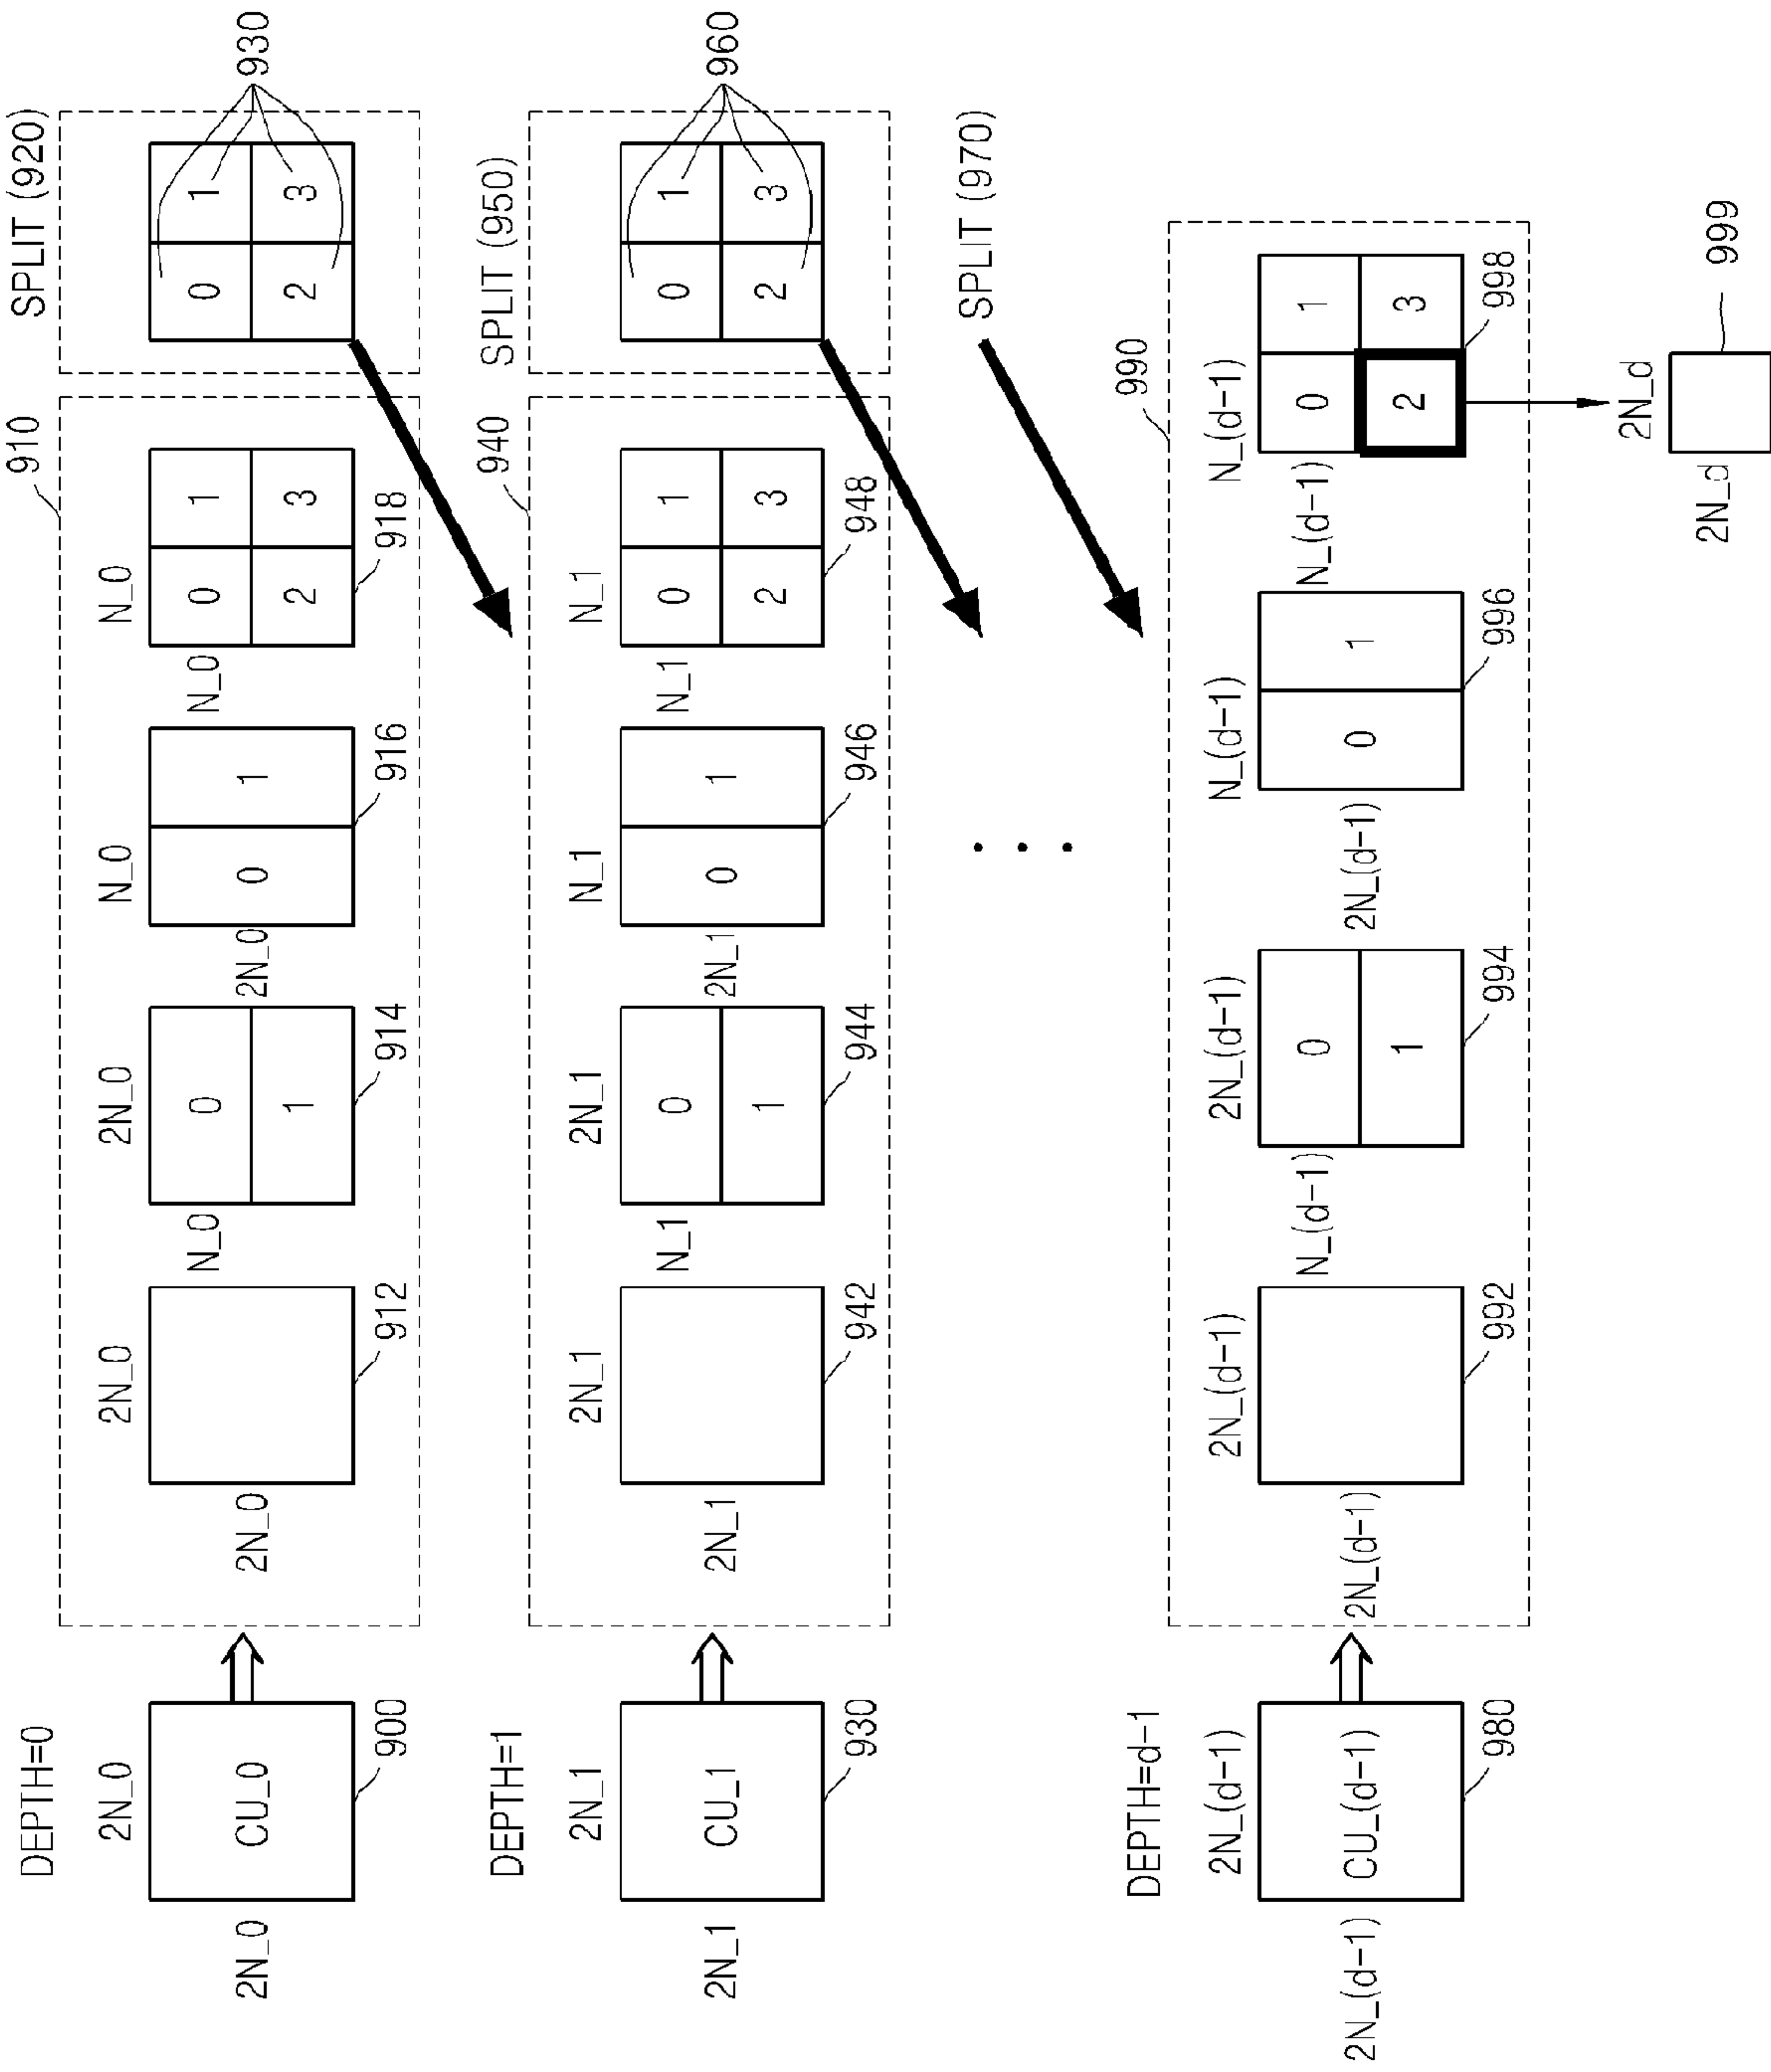 DEPTH=0
SPLIT (920)
910
2N_0
2N_0
2N_0
N_0
N_0
2N_0
CU_0
2N_0
N_0
0
1
2N_0
0
1
N_0
0
1
2
3
0
1
2
3
930
900
912
914
916
918
DEPTH=1
SPLIT (950)
940
2N_1
2N_1
2N_1
N_1
N_1
2N_1
CU_1
2N_1
N_1
0
1
2N_1
0
1
N_1
0
1
2
3
0
1
2
3
960
930
942
944
946
948
SPLIT (970)
DEPTH=d-1
990
2N_(d-1)
2N_(d-1)
2N_(d-1)
N_(d-1)
N_(d-1)
2N_(d-1)
CU_(d-1)
2N_(d-1)
N_(d-1)
0
1
2N_(d-1)
0
1
N_(d-1)
0
1
2
3
980
992
994
996
998
2N_d
2N_d
999